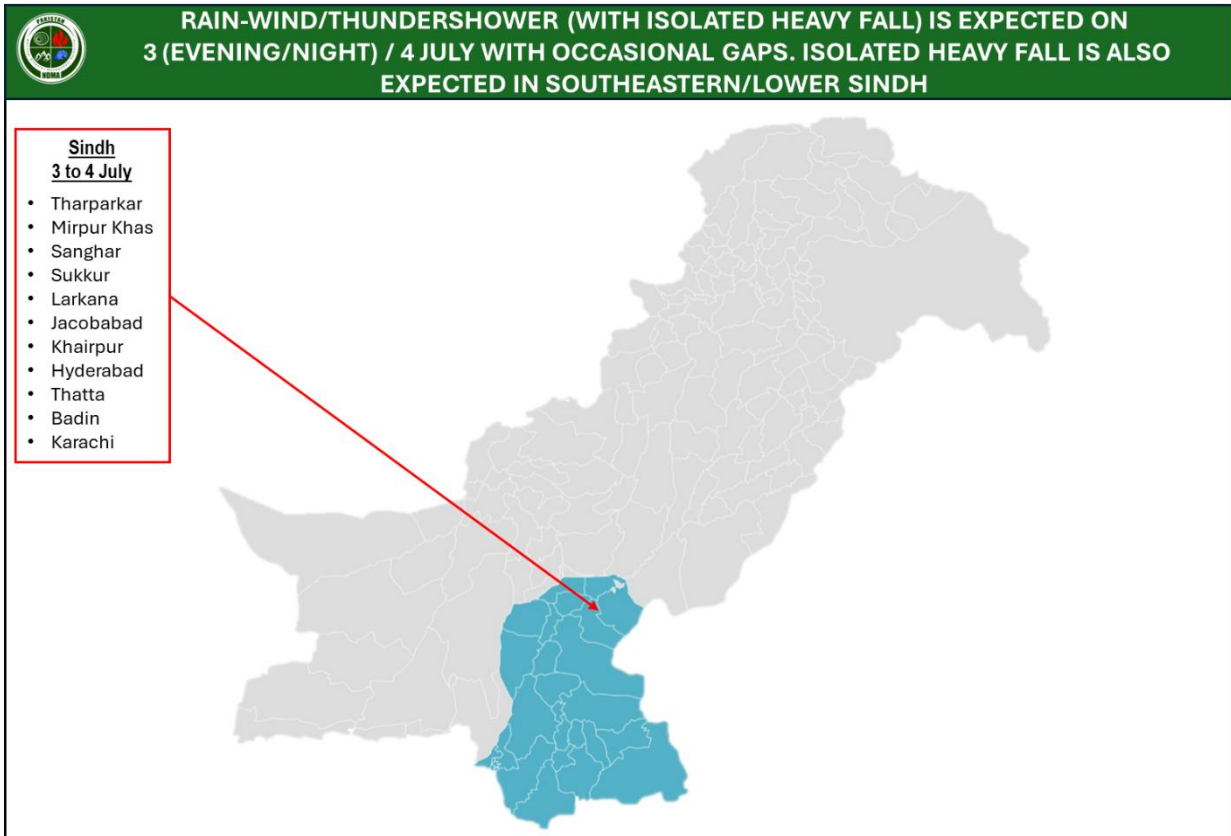 PAKISTAN
NDMA
RAIN-WIND/THUNDERSHOWER (WITH ISOLATED HEAVY FALL) IS EXPECTED ON
3 (EVENING/NIGHT) / 4 JULY WITH OCCASIONAL GAPS. ISOLATED HEAVY FALL IS ALSO
EXPECTED IN SOUTHEASTERN/LOWER SINDH
Sindh
3 to 4 July
• Tharparkar
• Mirpur Khas
• Sanghar
• Sukkur
• Larkana
• Jacobabad
• Khairpur
• Hyderabad
• Thatta
• Badin
• Karachi